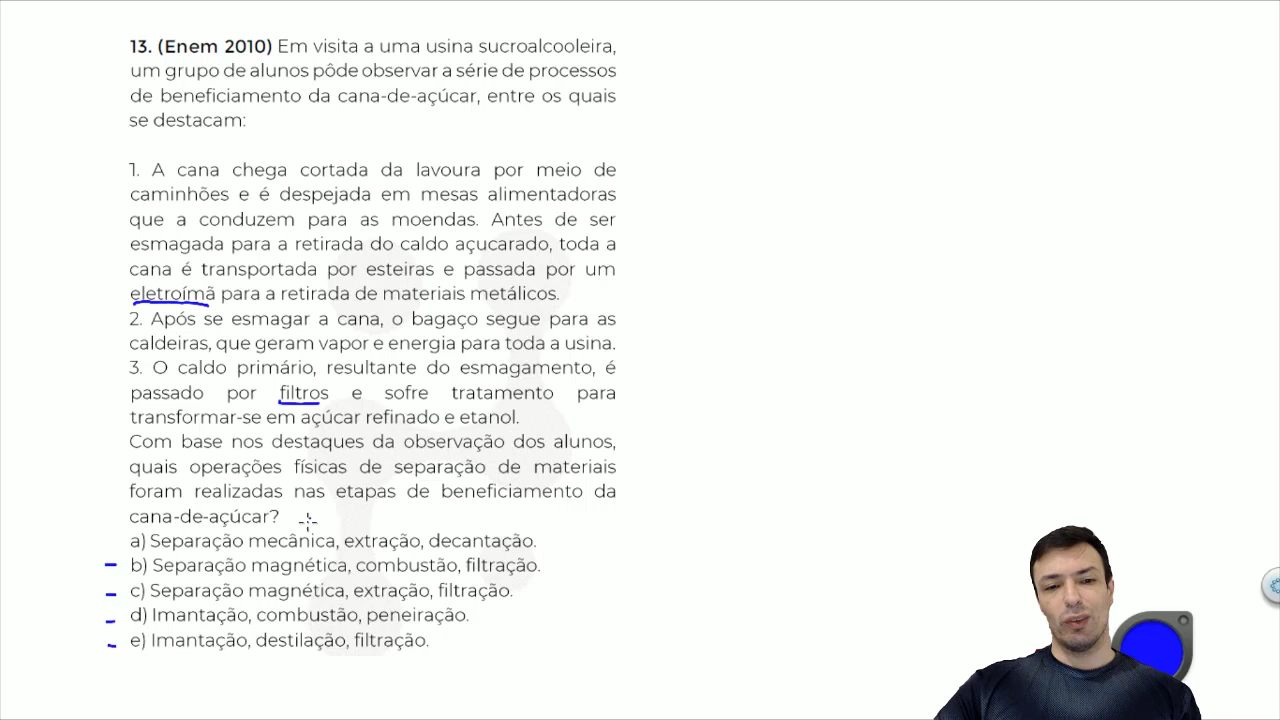 13. (Enem 2010) Em visita a uma usina sucroalcooleira,
um grupo de alunos pôde observar a série de processos
de beneficiamento da cana-de-açúcar, entre os quais
se destacam:
1. A cana chega cortada da lavoura por meio de
caminhões e é despejada em mesas alimentadoras
que a conduzem para as moendas. Antes de ser
esmagada para a retirada do caldo açucarado, toda a
cana é transportada por esteiras e passada por um
eletroímã para a retirada de materiais metálicos.
2. Após se esmagar a cana, o bagaço segue para as
caldeiras, que geram vapor e energia para toda a usina.
3. O caldo primário, resultante do esmagamento, é
passado por filtros e sofre tratamento para
transformar-se em açúcar refinado e etanol.
Com base nos destaques da observação dos alunos,
quais operações físicas de separação de materiais
foram realizadas nas etapas de beneficiamento da
cana-de-açúcar?
a) Separação mecânica, extração, decantação.
b) Separação magnética, combustão, filtração.
c) Separação magnética, extração, filtração.
d) Imantação, combustão, peneiração.
e) Imantação, destilação, filtração.